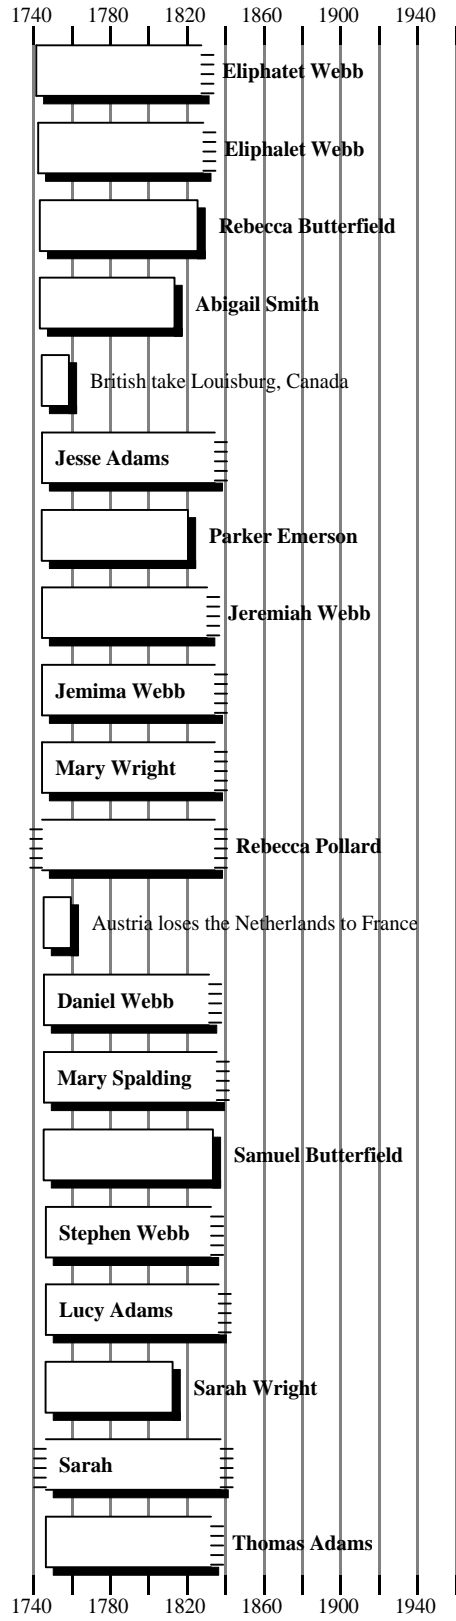 1740 1780 1820 1860 1900 1940
Eliphatet Webb
Eliphalet Webb
Rebecca Butterfield
Abigail Smith
British take Louisburg, Canada
Jesse Adams
Parker Emerson
Jeremiah Webb
Jemima Webb
Mary Wright
Rebecca Pollard
Austria loses the Netherlands to France
Daniel Webb
Mary Spalding
Samuel Butterfield
Stephen Webb
Lucy Adams
Sarah Wright
Sarah
Thomas Adams
1740 1780 1820 1860 1900 1940